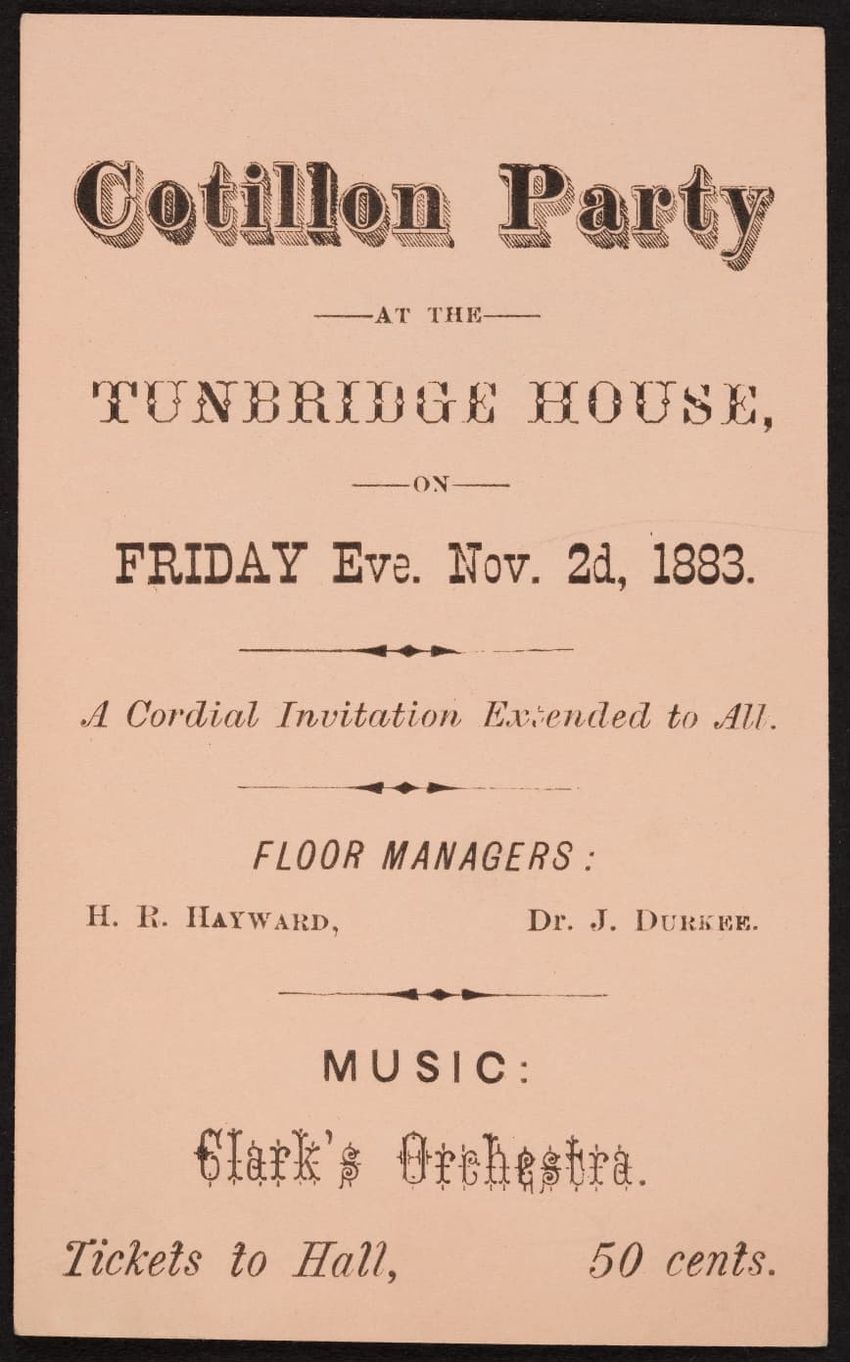 Cotillon Party
AT THE
TUNBRIDGE HOUSE,
ON
FRIDAY Eve. Nov. 2d, 1883.
A Cordial Invitation Extended to All.
FLOOR MANAGERS:
H. R. HAYWARD, Dr. J. DURKEE.
MUSIC:
Clark's Orchestra.
Tickets to Hall, 50 cents.